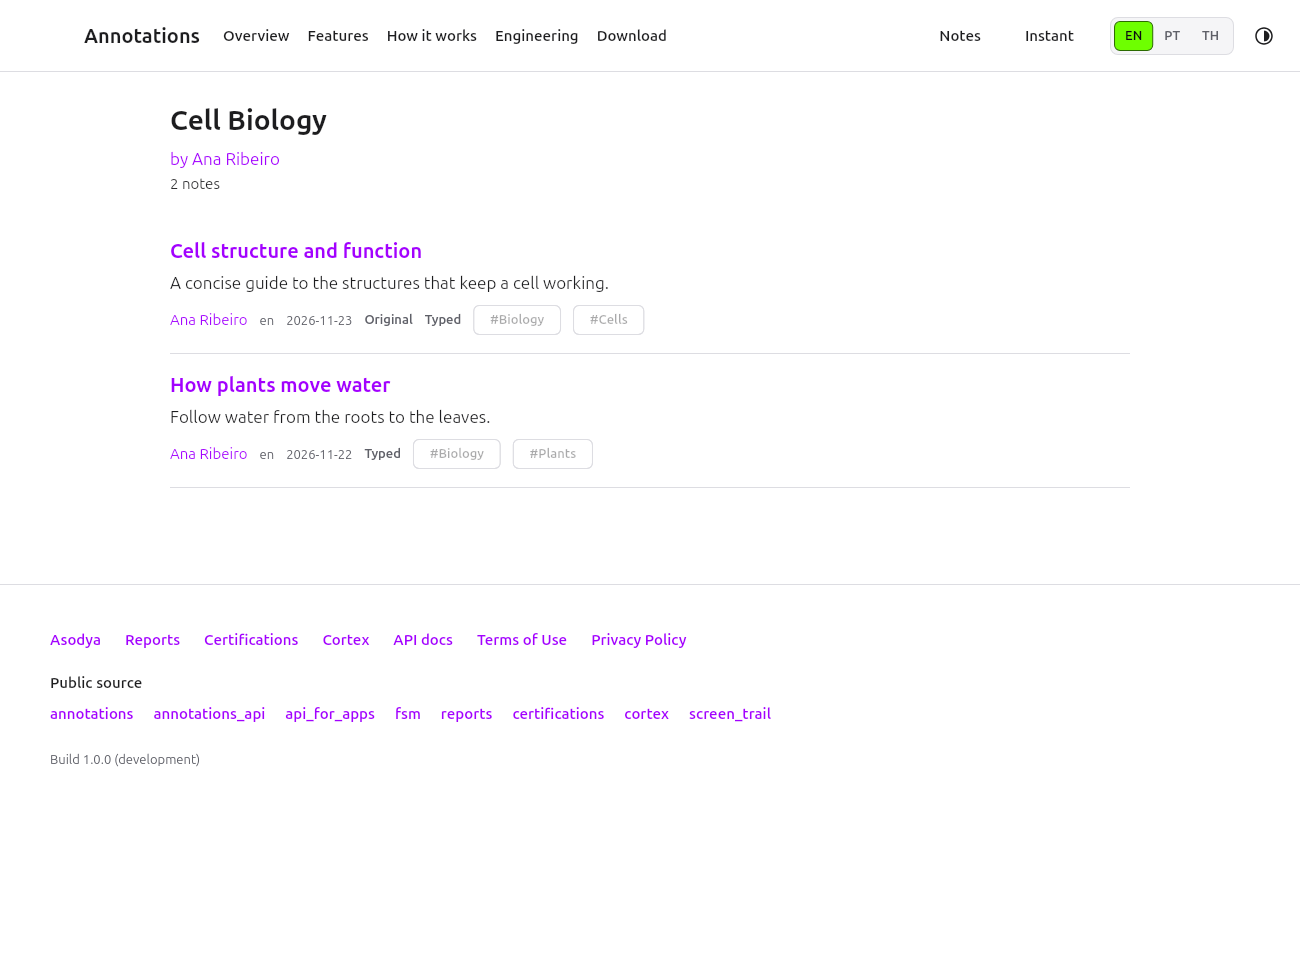 Annotations Overview Features How it works Engineering Download Notes Instant EN PT TH
Cell Biology
by Ana Ribeiro
2 notes
Cell structure and function
A concise guide to the structures that keep a cell working.
Ana Ribeiro en 2026-11-23 Original Typed #Biology #Cells
How plants move water
Follow water from the roots to the leaves.
Ana Ribeiro en 2026-11-22 Typed #Biology #Plants
Asodya Reports Certifications Cortex API docs Terms of Use Privacy Policy
Public source
annotations annotations_api api_for_apps fsm reports certifications cortex screen_trail
Build 1.0.0 (development)